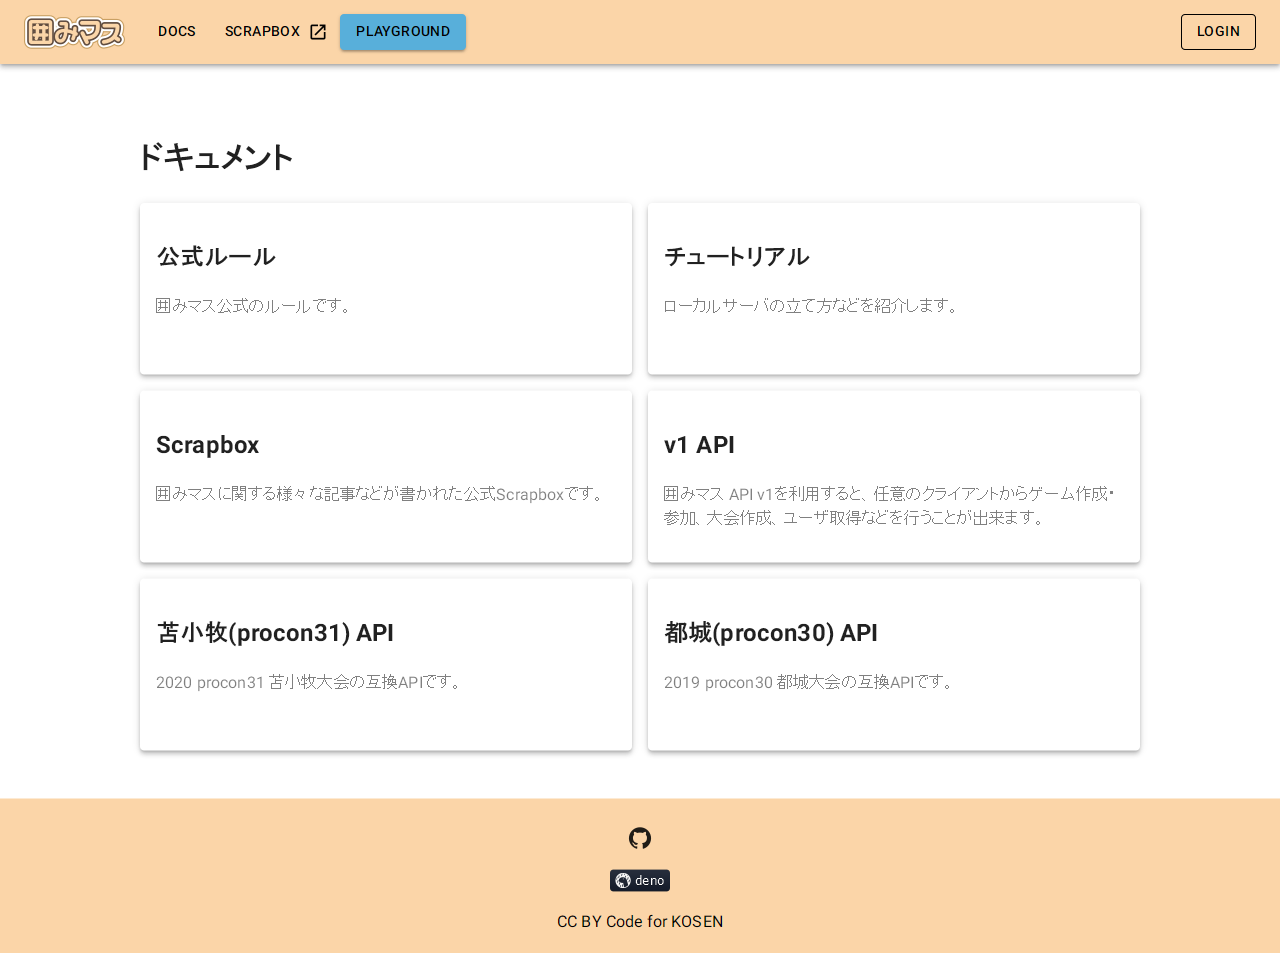 囲みマス
DOCS
SCRAPBOX
PLAYGROUND
LOGIN
ドキュメント
公式ルール
囲みマス公式のルールです。
チュートリアル
ローカルサーバの立て方などを紹介します。
Scrapbox
囲みマスに関する様々な記事などが書かれた公式Scrapboxです。
v1 API
囲みマス API v1を利用すると、任意のクライアントからゲーム作成・
参加、大会作成、ユーザ取得などを行うことが出来ます。
苫小牧(procon31) API
2020 procon31 苫小牧大会の互換APIです。
都城(procon30) API
2019 procon30 都城大会の互換APIです。
deno
CC BY Code for KOSEN